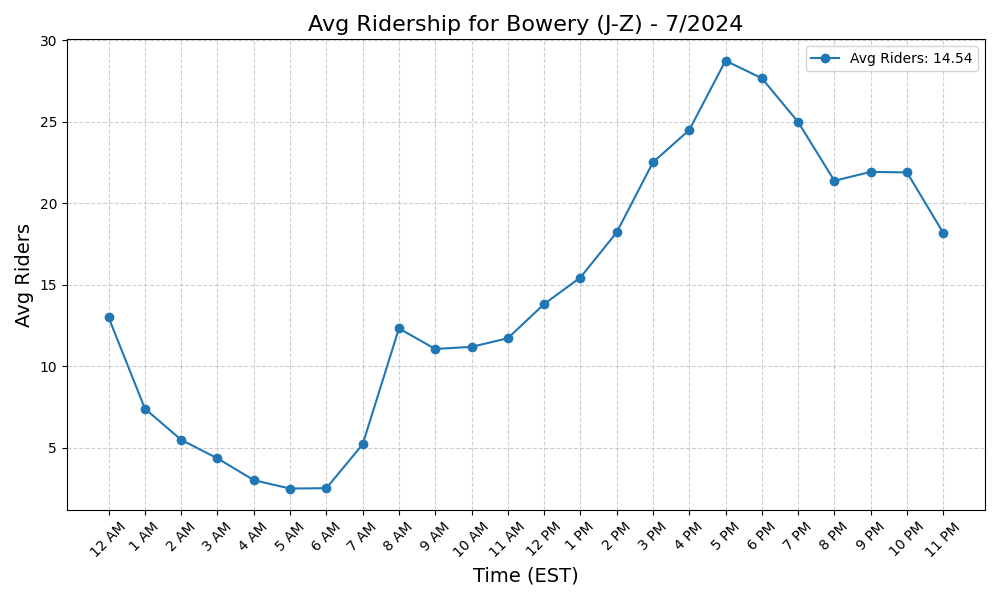 Avg Ridership for Bowery (J-Z) - 7/2024
Avg Riders: 14.54
30
25
20
15
10
5
Avg Riders
12 AM
1 AM
2 AM
3 AM
4 AM
5 AM
6 AM
7 AM
8 AM
9 AM
10 AM
11 AM
12 PM
1 PM
2 PM
3 PM
4 PM
5 PM
6 PM
7 PM
8 PM
9 PM
10 PM
11 PM
Time (EST)